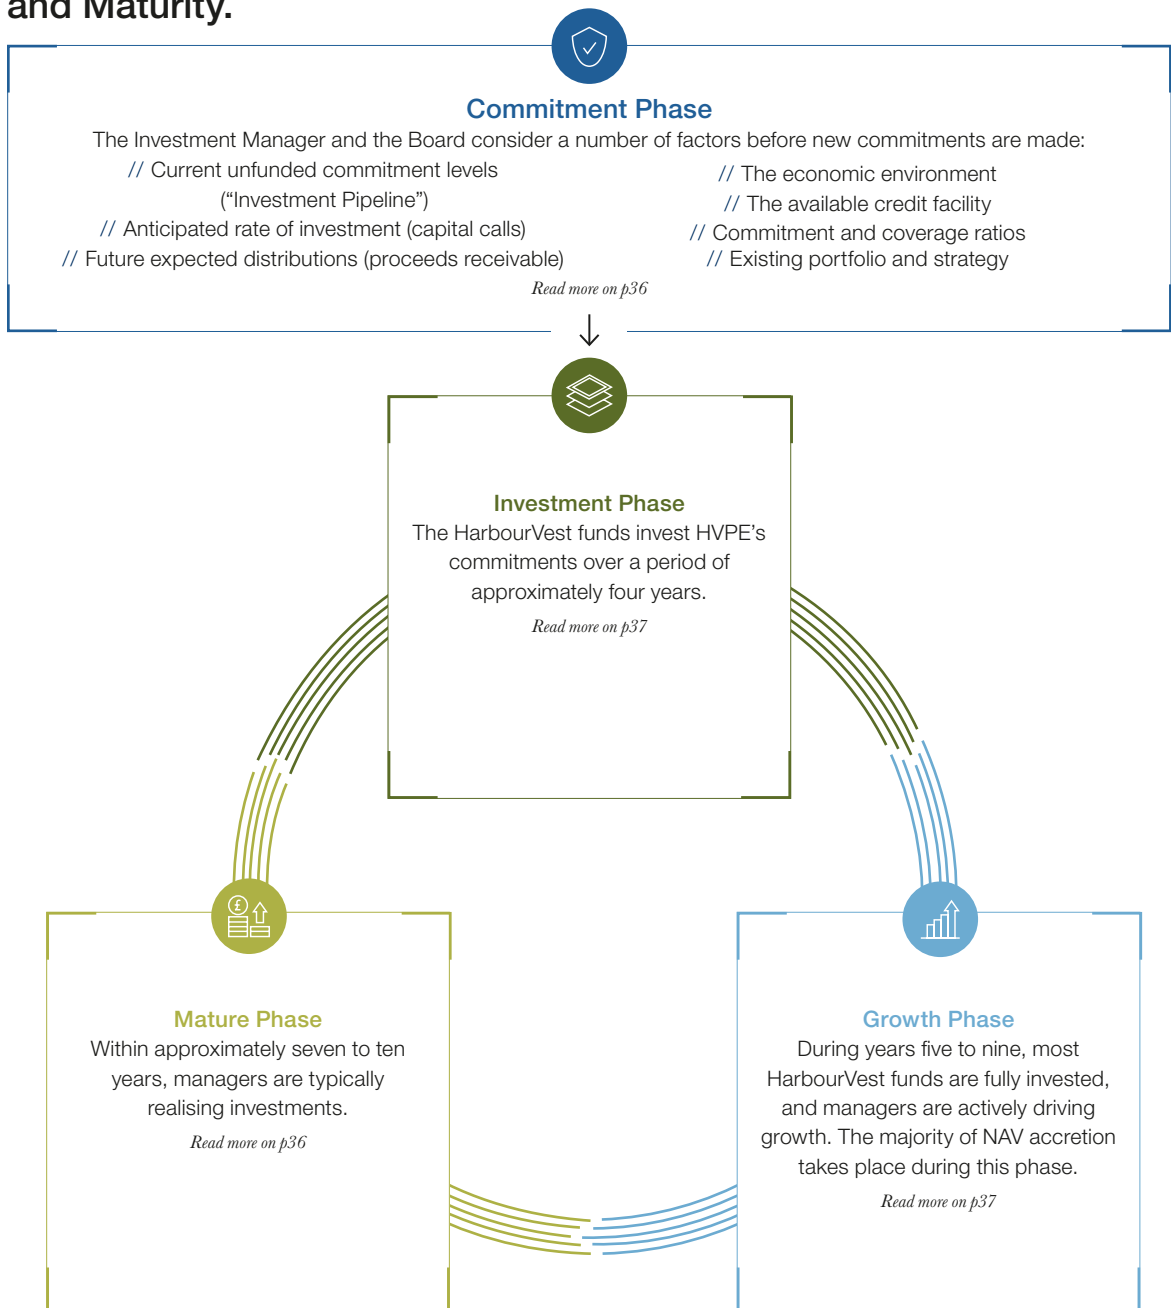 and Maturity.
Commitment Phase
The Investment Manager and the Board consider a number of factors before new commitments are made:
// Current unfunded commitment levels
(“Investment Pipeline”)
// Anticipated rate of investment (capital calls)
// Future expected distributions (proceeds receivable)
// The economic environment
// The available credit facility
// Commitment and coverage ratios
// Existing portfolio and strategy
Read more on p36
Investment Phase
The HarbourVest funds invest HVPE’s
commitments over a period of
approximately four years.
Read more on p37
£
Mature Phase
Within approximately seven to ten
years, managers are typically
realising investments.
Read more on p36
Growth Phase
During years five to nine, most
HarbourVest funds are fully invested,
and managers are actively driving
growth. The majority of NAV accretion
takes place during this phase.
Read more on p37